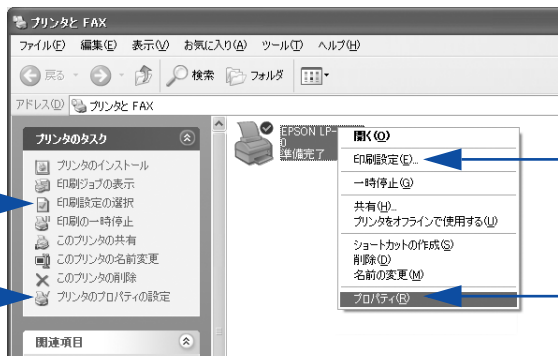 プリンタと FAX
ファイル(F) 編集(E) 表示(V) お気に入り(A) ツール(T) ヘルプ(H)
戻る 検索 フォルダ
アドレス(D) プリンタと FAX
プリンタのタスク
プリンタのインストール
印刷ジョブの表示
印刷設定の選択
印刷の一時停止
このプリンタの共有
このプリンタの名前変更
このプリンタの削除
プリンタのプロパティの設定
関連項目
EPSON LP-
0
準備完了
開く(O)
印刷設定(E)...
一時停止(G)
共有(H)...
プリンタをオフラインで使用する(U)
ショートカットの作成(S)
削除(D)
名前の変更(M)
プロパティ(R)